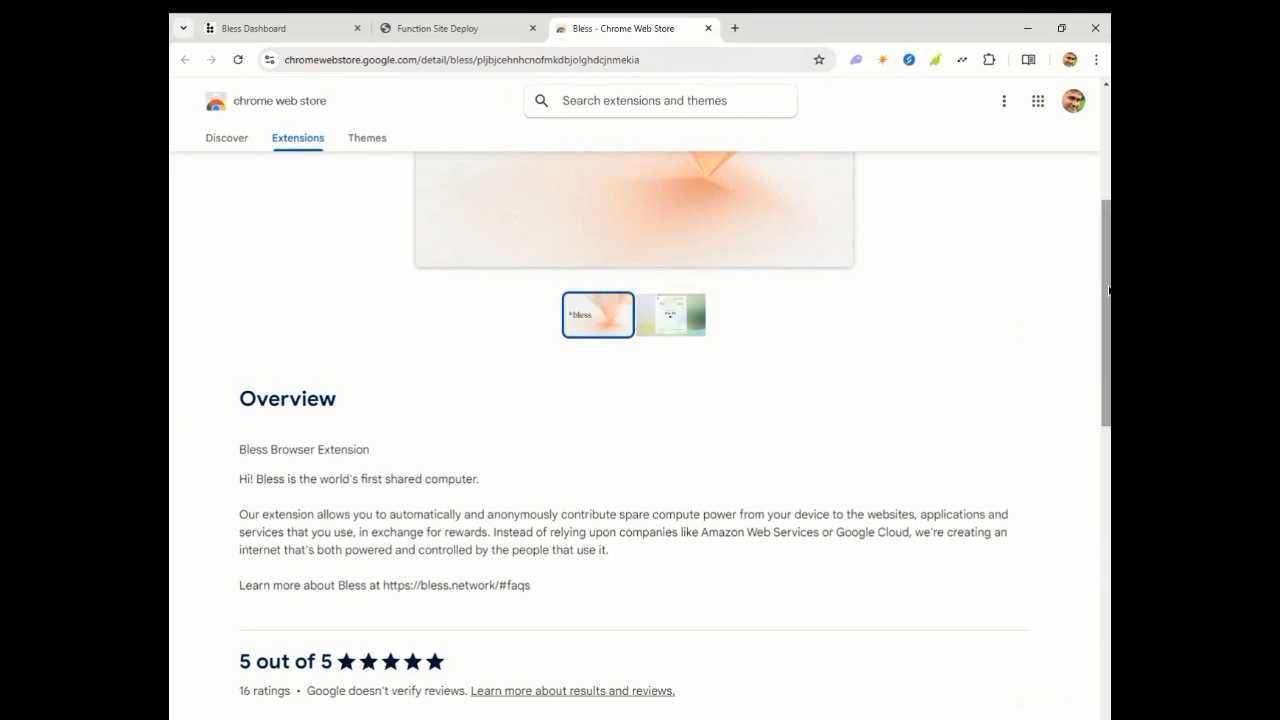 Bless Dashboard
Function Site Deploy
Bless - Chrome Web Store
chromewebstore.google.com/detail/bless/pljbjcehnhcnofmkdbjolghdcjnmekia
chrome web store
Search extensions and themes
Discover
Extensions
Themes
bless
Overview
Bless Browser Extension
Hi! Bless is the world's first shared computer.
Our extension allows you to automatically and anonymously contribute spare compute power from your device to the websites, applications and
services that you use, in exchange for rewards. Instead of relying upon companies like Amazon Web Services or Google Cloud, we're creating an
internet that's both powered and controlled by the people that use it.
Learn more about Bless at https://bless.network/#faqs
5 out of 5
16 ratings • Google doesn't verify reviews. Learn more about results and reviews.